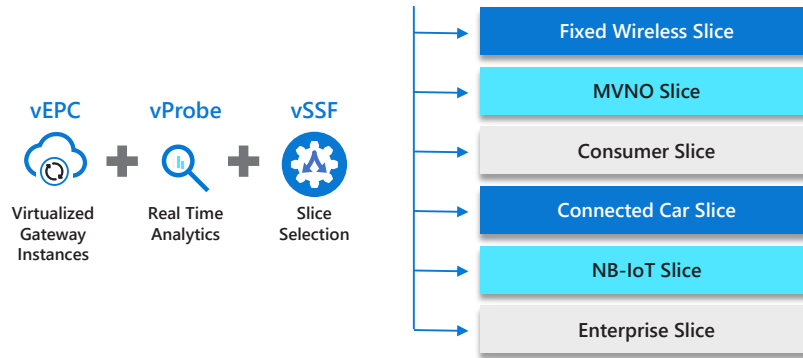 vEPC
Virtualized
Gateway
Instances
vProbe
Real Time
Analytics
vSSF
Slice
Selection
Fixed Wireless Slice
MVNO Slice
Consumer Slice
Connected Car Slice
NB-IoT Slice
Enterprise Slice